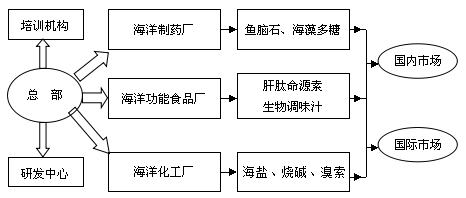 培训机构
海洋制药厂
鱼脑石、海藻多糖
国内市场
总 部
海洋功能食品厂
肝肽命源素
生物调味汁
国际市场
研发中心
海洋化工厂
海盐、烧碱、溴素